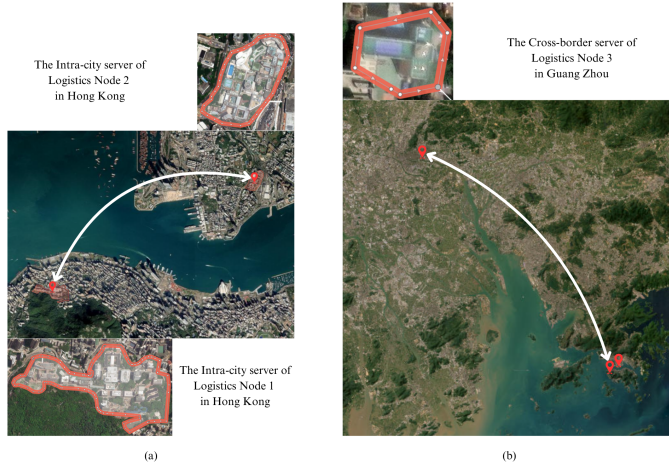 The Intra-city server of
Logistics Node 2
in Hong Kong
The Intra-city server of
Logistics Node 1
in Hong Kong
(a)
The Cross-border server of
Logistics Node 3
in Guang Zhou
(b)